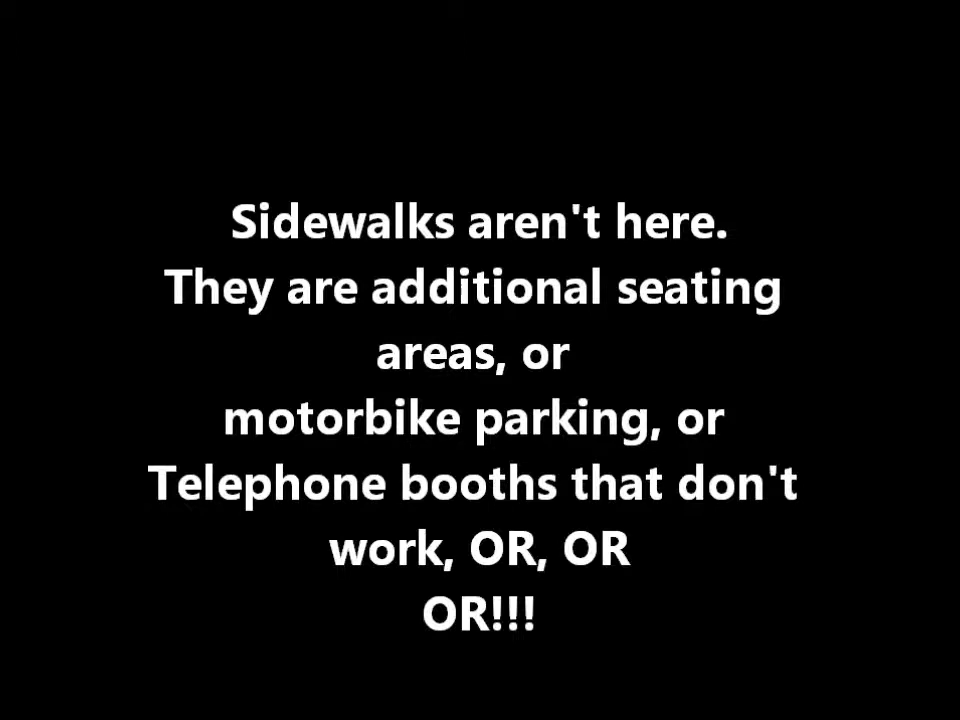 Sidewalks aren't here.
They are additional seating
areas, or
motorbike parking, or
Telephone booths that don't
work, OR, OR
OR!!!